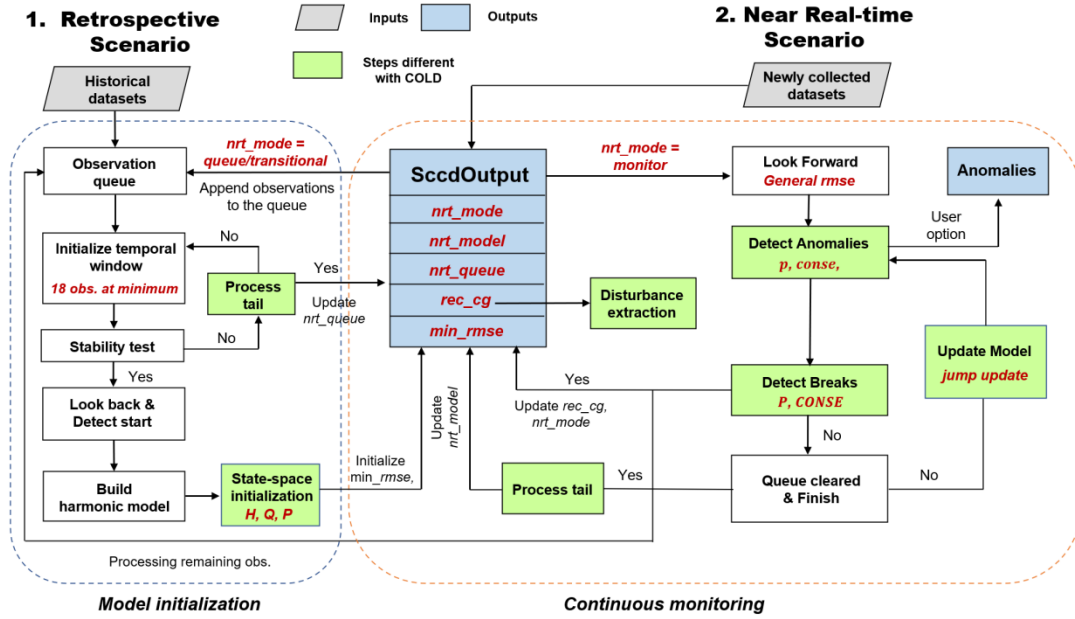 1. Retrospective
Scenario
Inputs
Outputs
Steps different
with COLD
2. Near Real-time
Scenario
Historical
datasets
Newly collected
datasets
Observation
queue
nrt_mode =
queue/transitional
Append observations
to the queue
Initialize temporal
window
18 obs. at minimum
No
Process
tail
Yes
Update
nrt_queue
Stability test
No
Yes
Look back &
Detect start
Build
harmonic model
State-space
initialization
H, Q, P
Initialize
min_rmse,
Processing remaining obs.
Model initialization
SccdOutput
nrt_mode
nrt_model
nrt_queue
rec_cg
min_rmse
nrt_mode =
monitor
Look Forward
General rmse
Anomalies
User
option
Detect Anomalies
p, conse,
Disturbance
extraction
Update Model
jump update
Detect Breaks
P, CONSE
Yes
Update rec_cg,
nrt_mode
Update
nrt_model
No
Process tail
Yes
Queue cleared
& Finish
No
Continuous monitoring